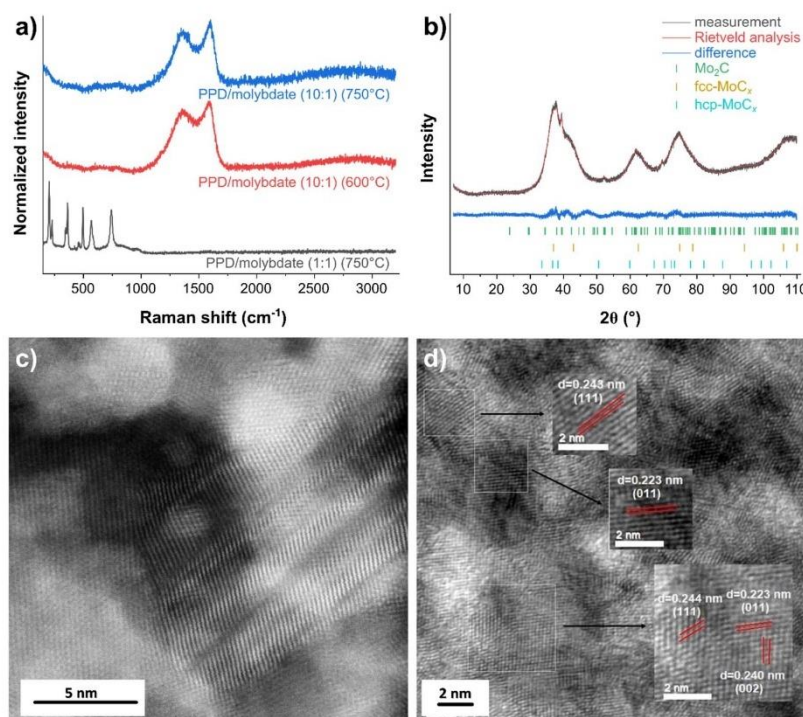 a)
Normalized intensity
PPD/molybdate (10:1) (750°C)
PPD/molybdate (10:1) (600°C)
PPD/molybdate (1:1) (750°C)
500 1000 1500 2000 2500 3000
Raman shift (cm⁻¹)
b)
measurement
Rietveld analysis
difference
Mo₂C
fcc-MoCₓ
hcp-MoCₓ
Intensity
10 20 30 40 50 60 70 80 90 100 110
2θ (°)
c)
5 nm
d)
d=0.243 nm
(111)
2 nm
d=0.223 nm
(011)
2 nm
d=0.244 nm d=0.223 nm
(111) (011)
d=0.240 nm
(002)
2 nm
2 nm